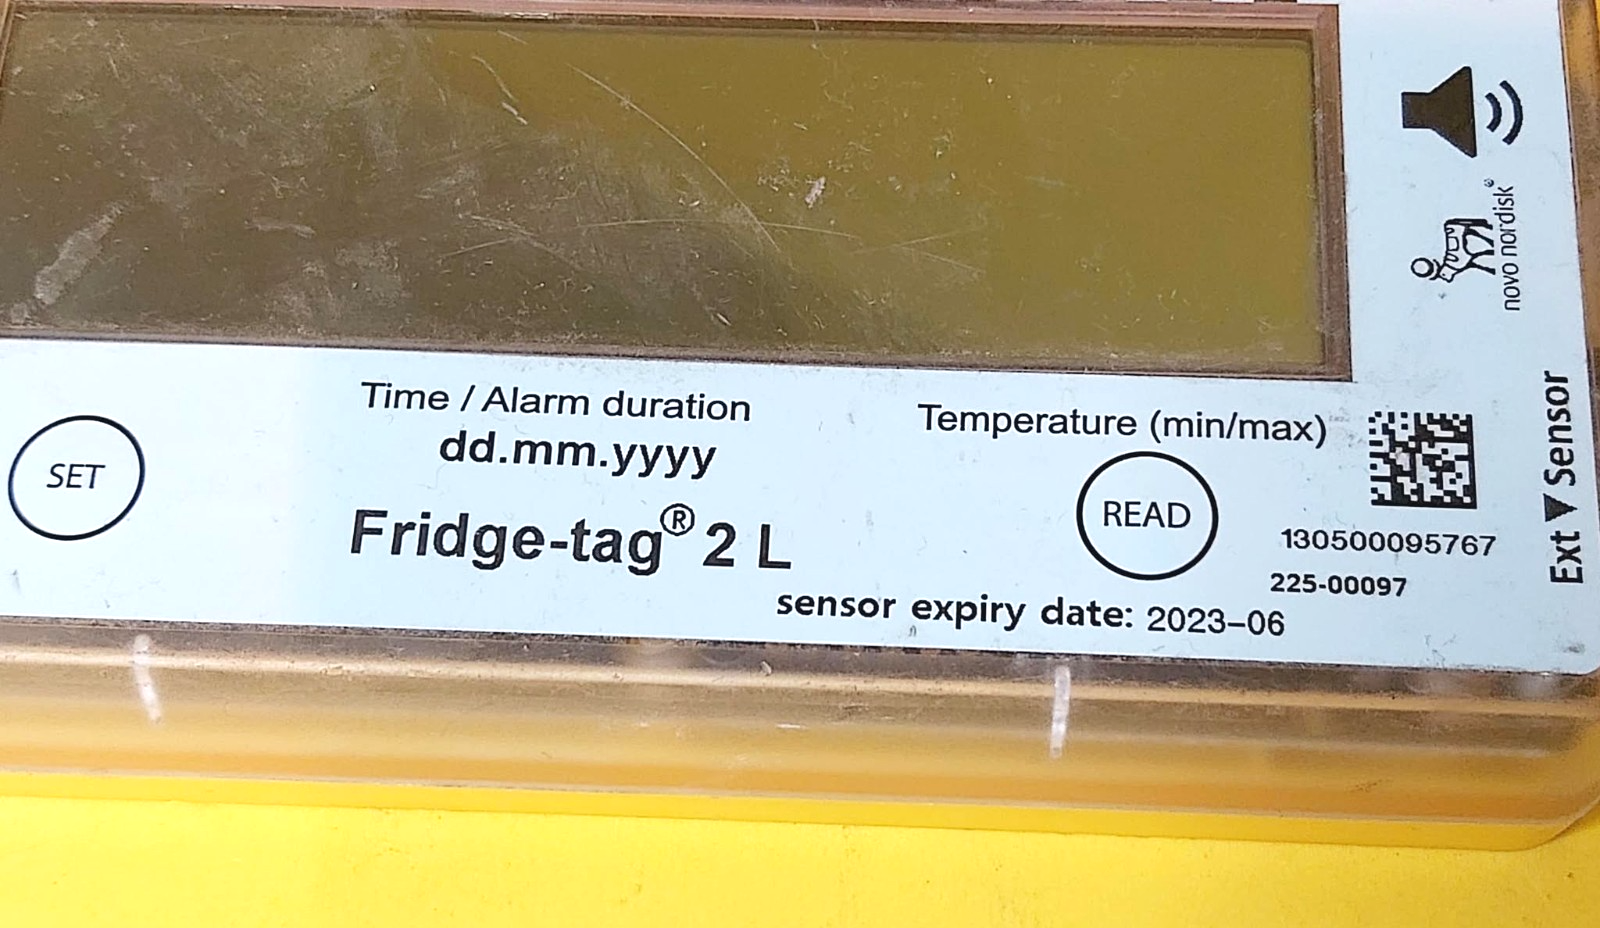 novo nordisk®
Time / Alarm duration
dd.mm.yyyy
Temperature (min/max)
SET
READ
Fridge-tag® 2 L
130500095767
225-00097
sensor expiry date: 2023-06
Ext ▼ Sensor